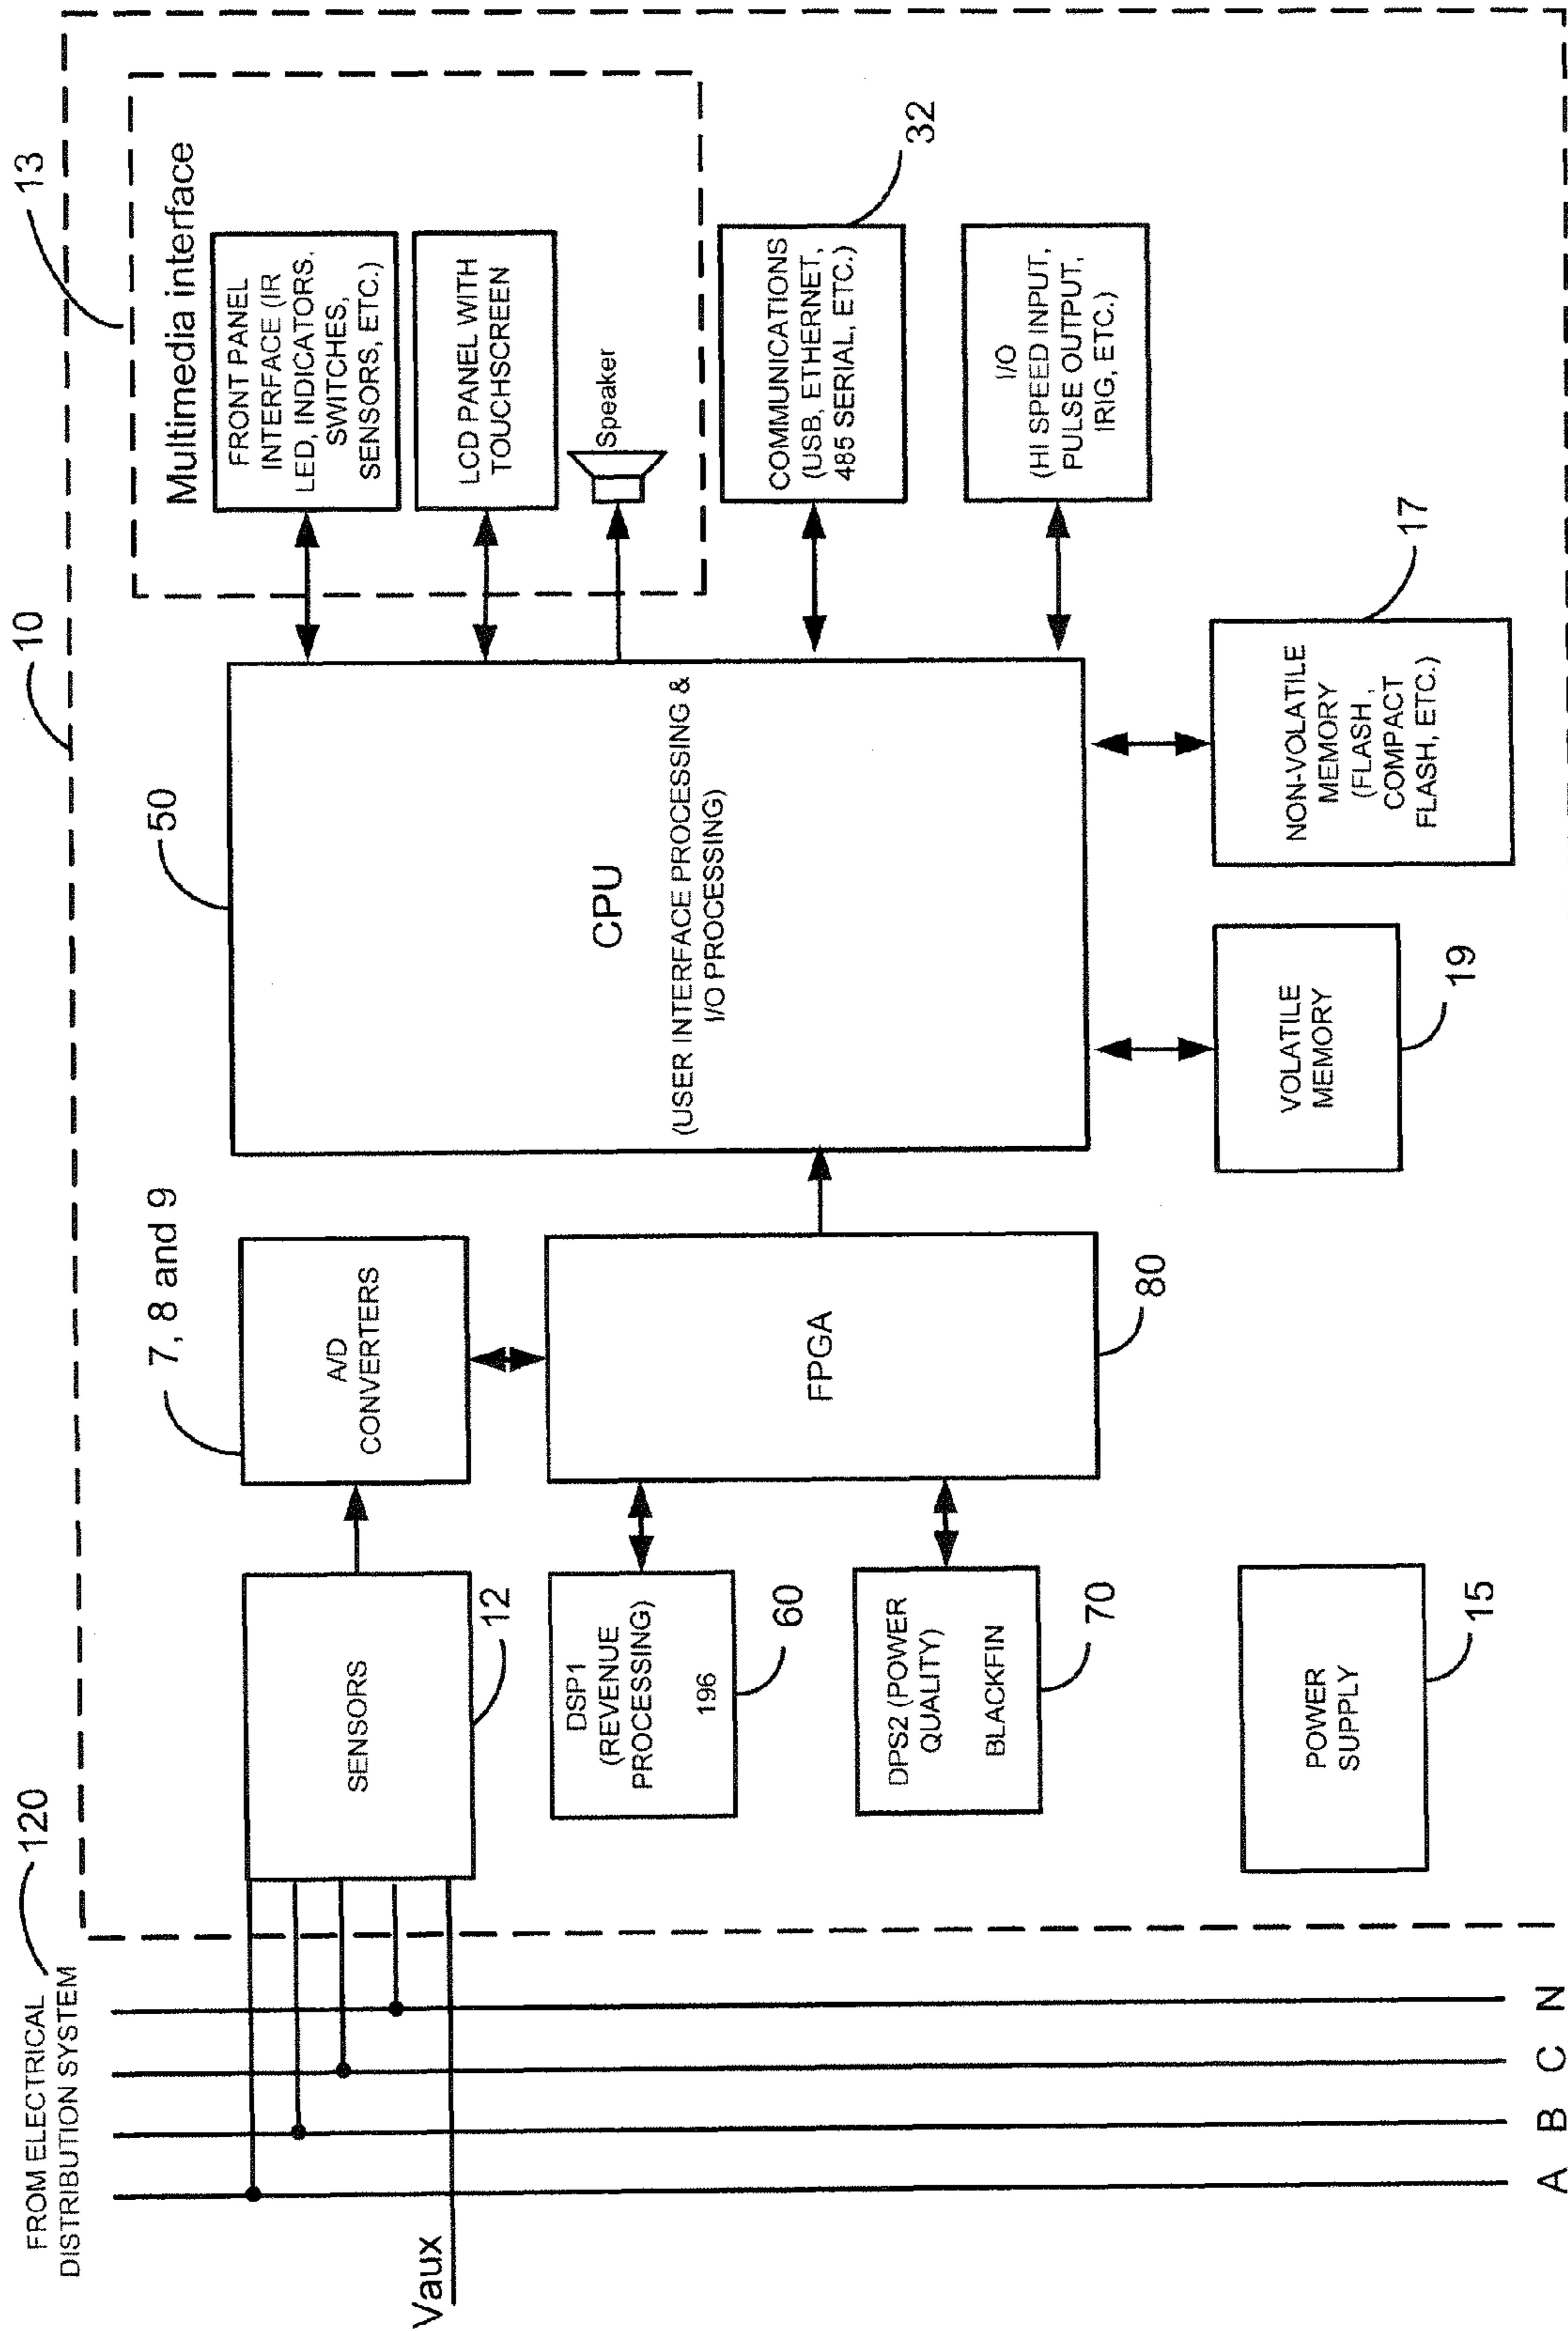 FROM ELECTRICAL
DISTRIBUTION SYSTEM
120
10
13
Vaux
A
B
C
N
SENSORS
12
7, 8 and 9
A/D
CONVERTERS
DSP1
(REVENUE
PROCESSING)
196
60
DPS2 (POWER
QUALITY)
BLACKFIN
70
POWER
SUPPLY
15
FPGA
80
50
CPU
(USER INTERFACE PROCESSING &
I/O PROCESSING)
VOLATILE
MEMORY
19
NON-VOLATILE
MEMORY
(FLASH,
COMPACT
FLASH, ETC.)
17
Multimedia interface
FRONT PANEL
INTERFACE (IR
LED, INDICATORS,
SWITCHES,
SENSORS, ETC.)
LCD PANEL WITH
TOUCHSCREEN
Speaker
COMMUNICATIONS
(USB, ETHERNET,
485 SERIAL, ETC.)
32
I/O
(HI SPEED INPUT,
PULSE OUTPUT,
IRIG, ETC.)